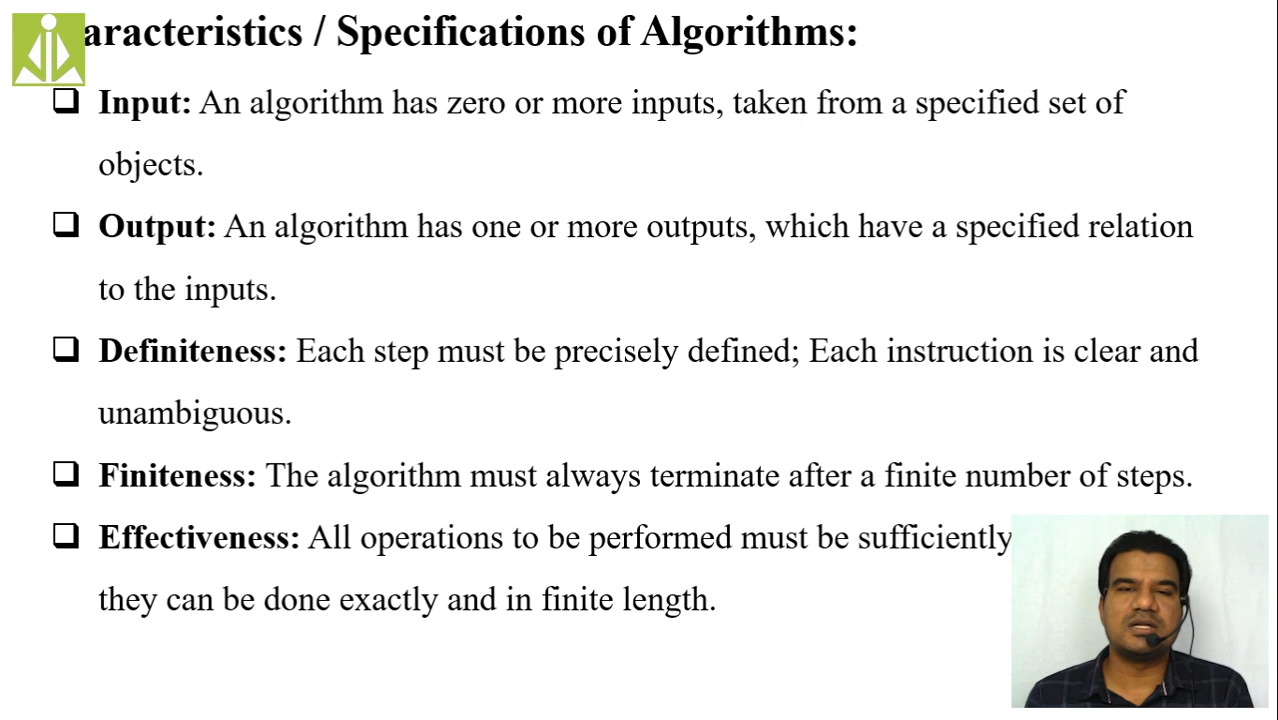 aracteristics / Specifications of Algorithms:
❑ Input: An algorithm has zero or more inputs, taken from a specified set of
objects.
❑ Output: An algorithm has one or more outputs, which have a specified relation
to the inputs.
❑ Definiteness: Each step must be precisely defined; Each instruction is clear and
unambiguous.
❑ Finiteness: The algorithm must always terminate after a finite number of steps.
❑ Effectiveness: All operations to be performed must be sufficiently
they can be done exactly and in finite length.